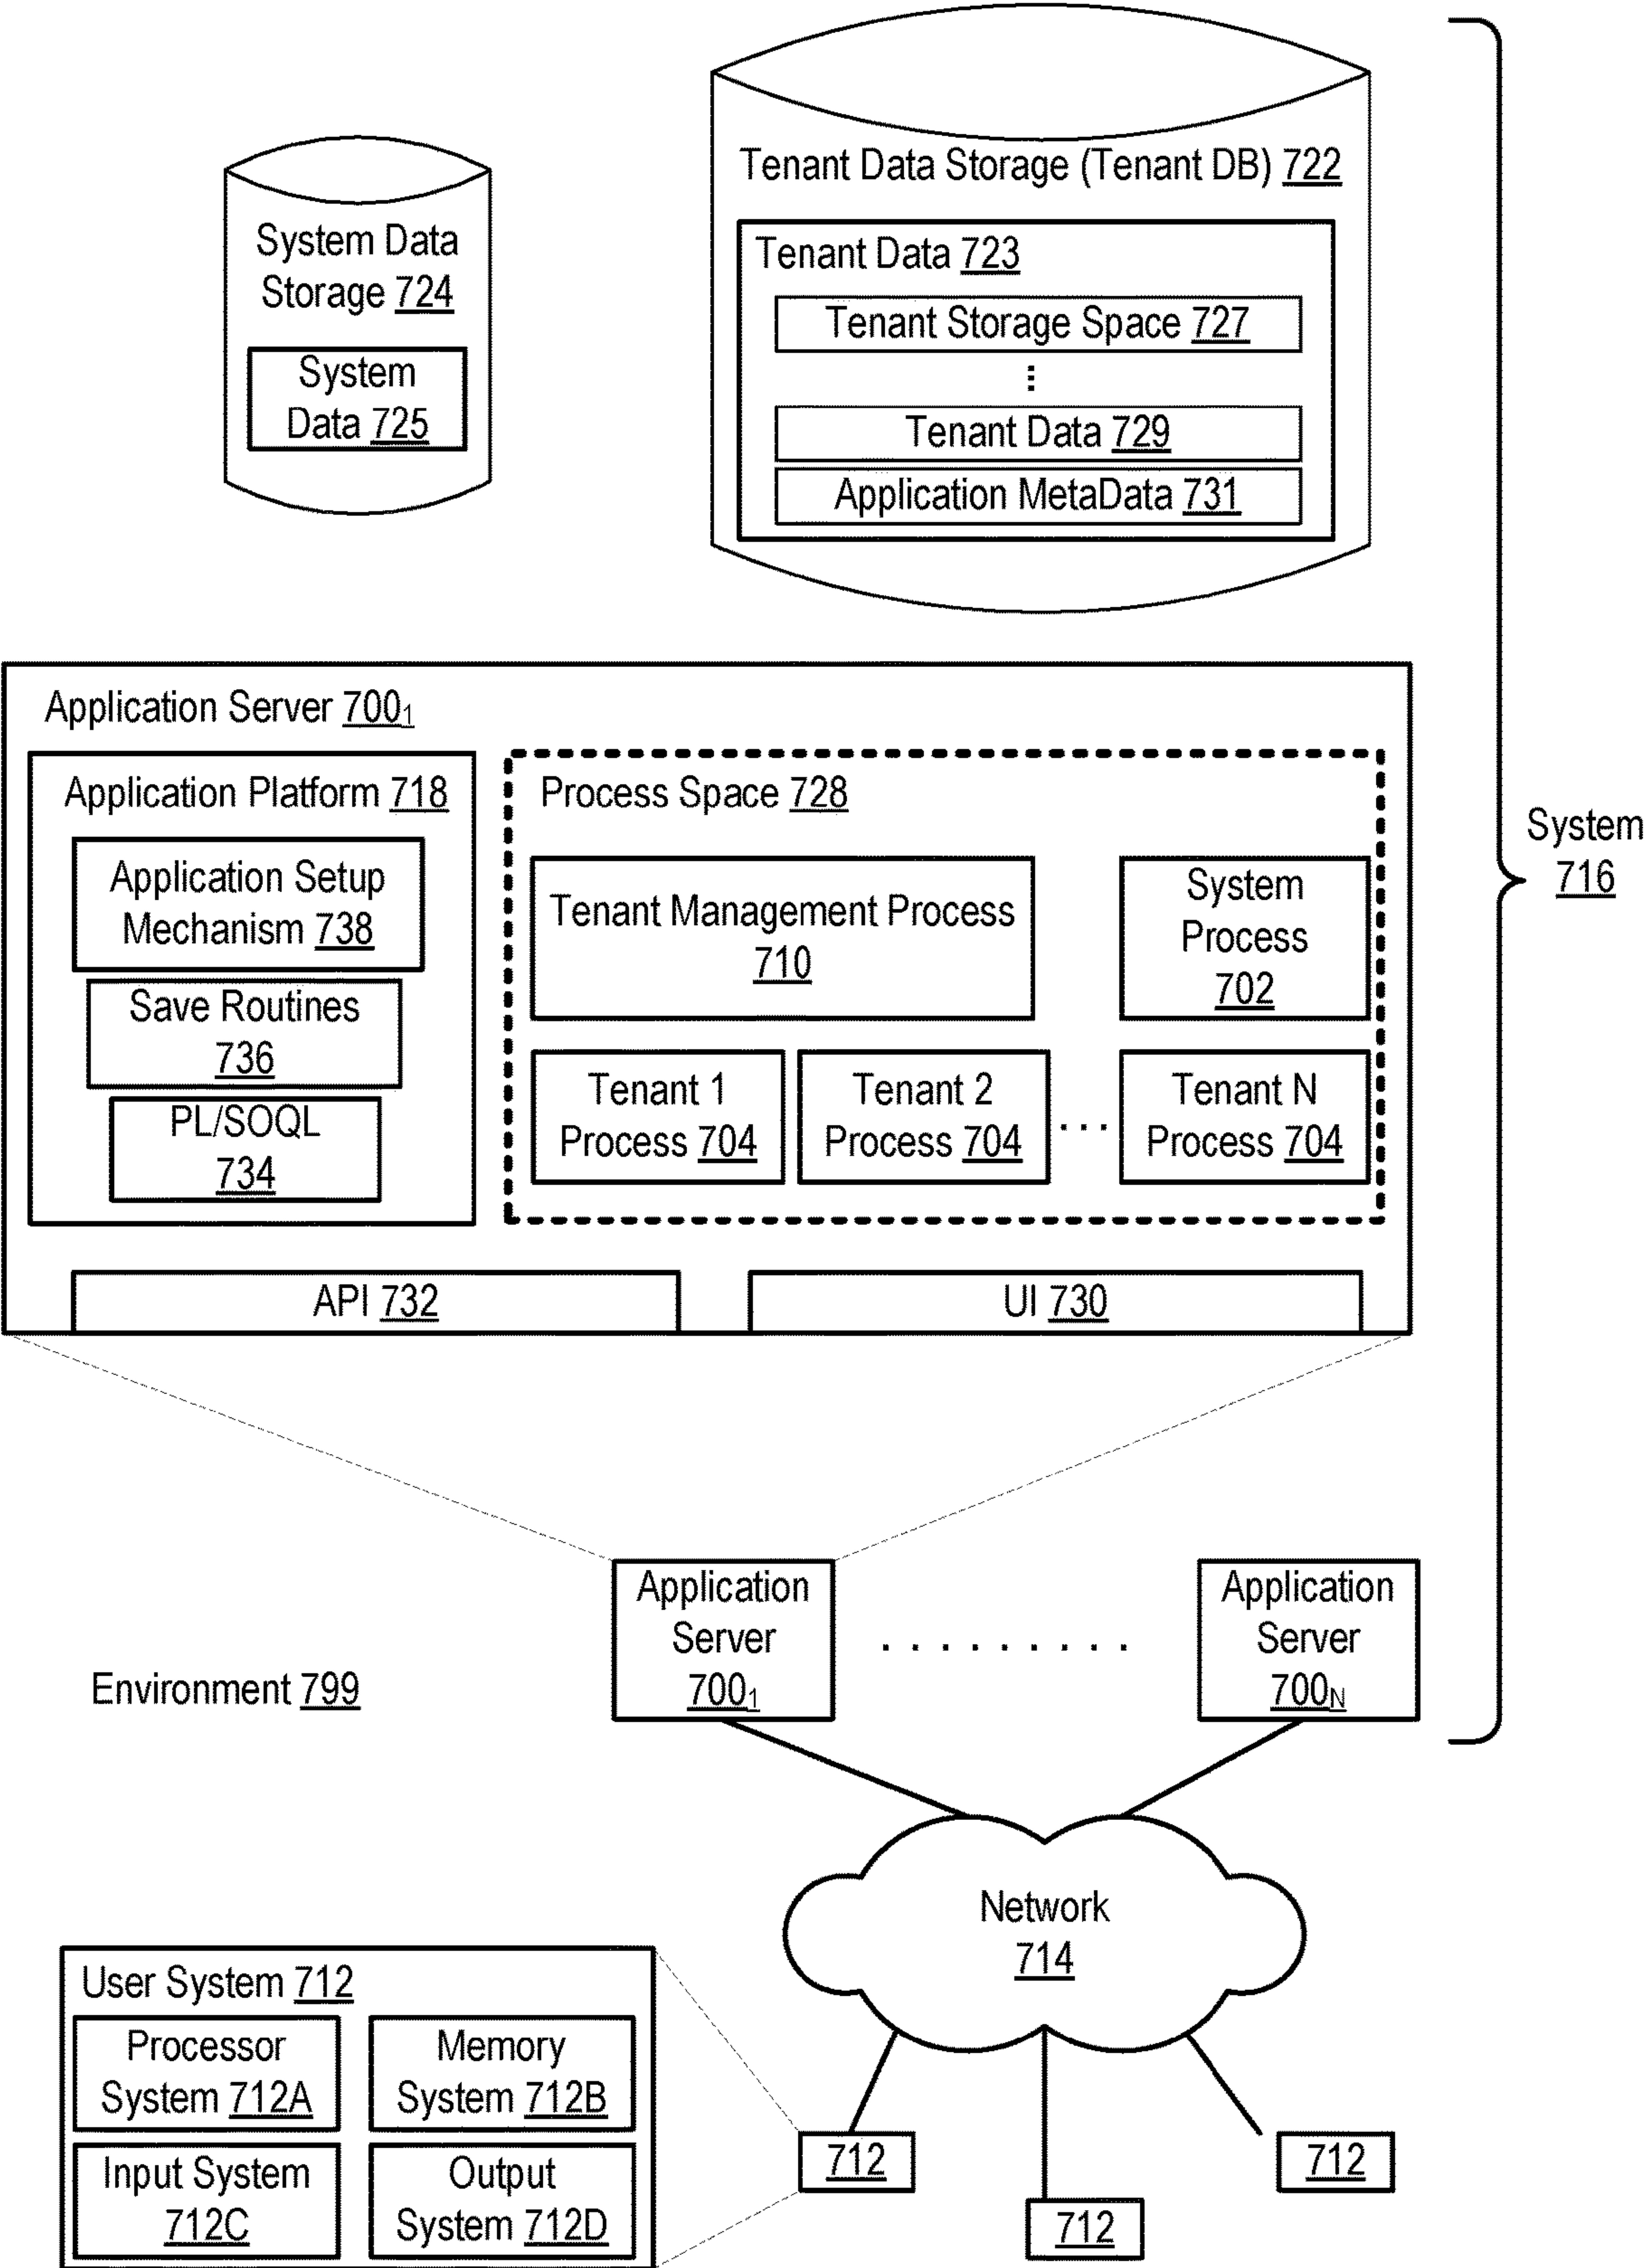 Tenant Data Storage (Tenant DB) 722
System Data
Storage 724
System
Data 725
Tenant Data 723
Tenant Storage Space 727
Tenant Data 729
Application MetaData 731
System
716
Application Server 700₁
Application Platform 718
Application Setup
Mechanism 738
Save Routines
736
PL/SOQL
734
Process Space 728
Tenant Management Process
710
System
Process
702
Tenant 1
Process 704
Tenant 2
Process 704
...
Tenant N
Process 704
API 732
UI 730
Application
Server
700₁
.........
Application
Server
700N
Environment 799
Network
714
User System 712
Processor
System 712A
Memory
System 712B
Input System
712C
Output
System 712D
712
712
712